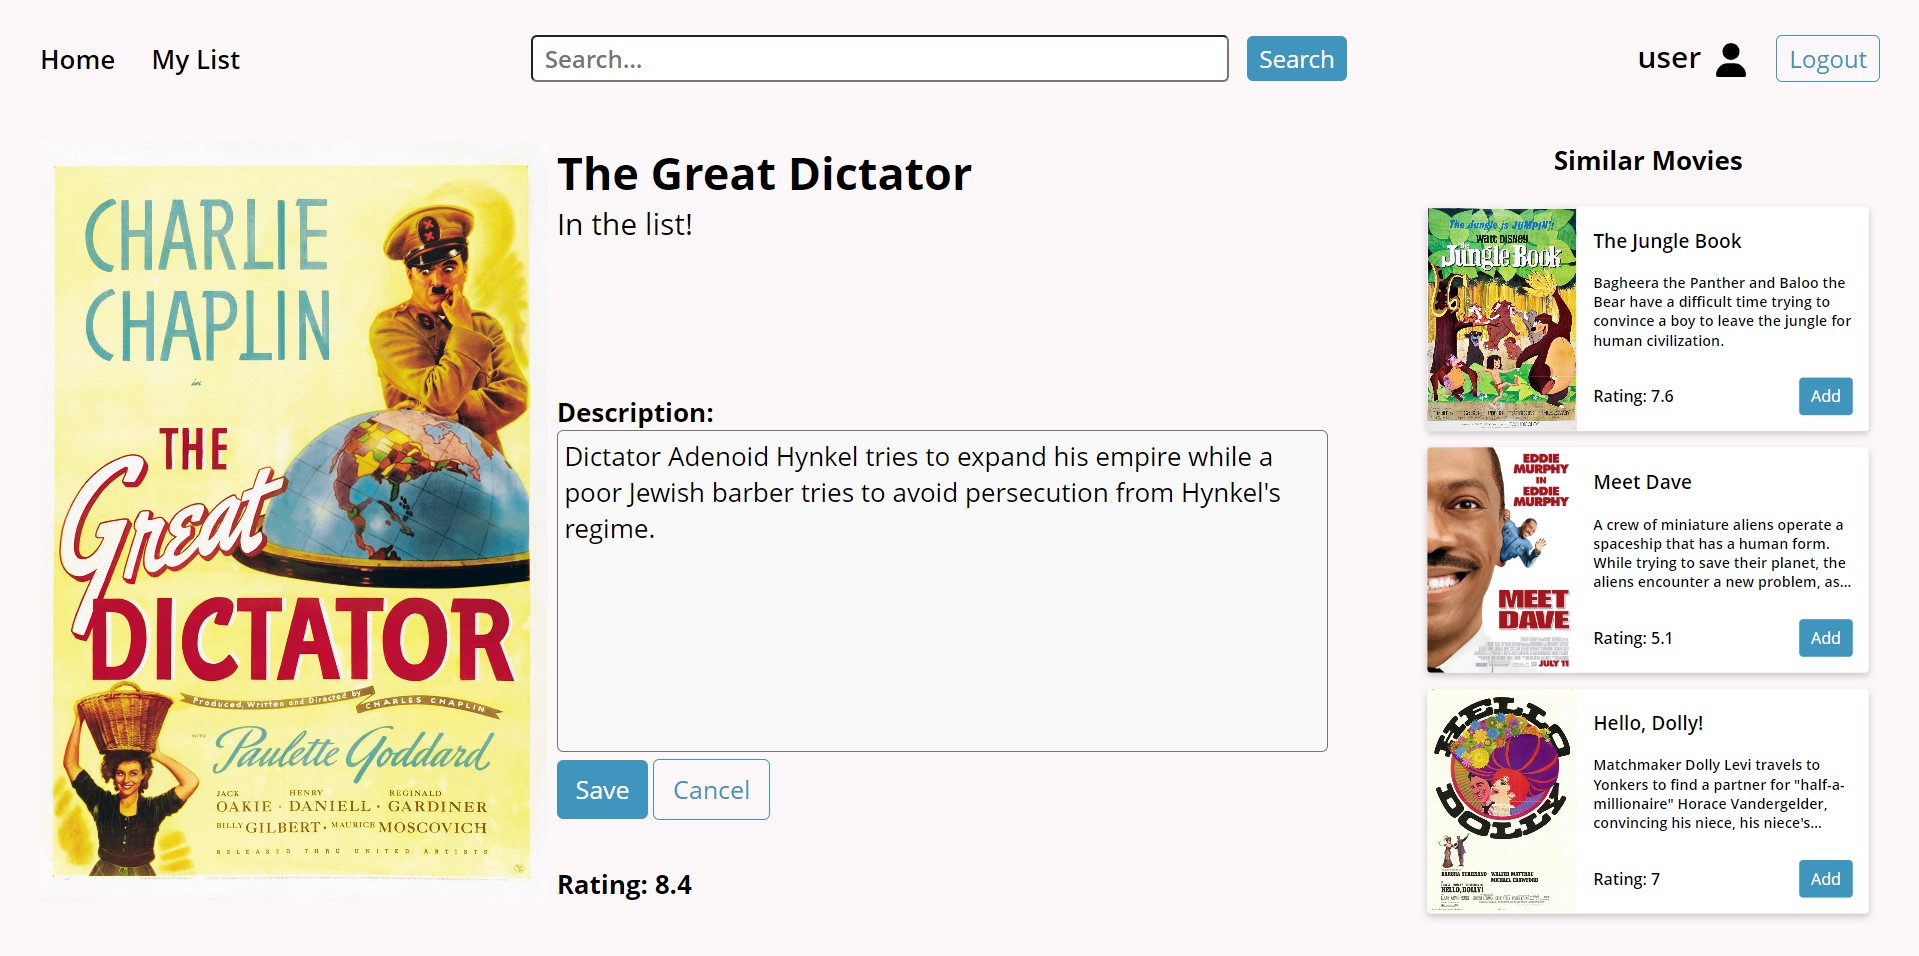 Home
My List
Search...
Search
user
Logout
CHARLIE
CHAPLIN
in
THE
Great
DICTATOR
Produced, Written and Directed by
CHARLES CHAPLIN
WITH
Paulette Goddard
JACK OAKIE · HENRY DANIELL · REGINALD GARDINER
BILLY GILBERT · MAURICE MOSCOVICH
RELEASED THRU UNITED ARTISTS
The Great Dictator
In the list!
Description:
Dictator Adenoid Hynkel tries to expand his empire while a
poor Jewish barber tries to avoid persecution from Hynkel's
regime.
Save
Cancel
Rating: 8.4
Similar Movies
The Jungle is JUMPIN'!
WALT DISNEY
the
Jungle Book
The Jungle Book
Bagheera the Panther and Baloo the
Bear have a difficult time trying to
convince a boy to leave the jungle for
human civilization.
Rating: 7.6
Add
EDDIE
MURPHY
IN
EDDIE
MURPHY
MEET
DAVE
JULY 11
Meet Dave
A crew of miniature aliens operate a
spaceship that has a human form.
While trying to save their planet, the
aliens encounter a new problem, as...
Rating: 5.1
Add
HELLO
DOLLY
BARBRA STREISAND WALTER MATTHAU
MICHAEL CRAWFORD
HELLO, DOLLY!
Hello, Dolly!
Matchmaker Dolly Levi travels to
Yonkers to find a partner for "half-a-
millionaire" Horace Vandergelder,
convincing his niece, his niece's...
Rating: 7
Add